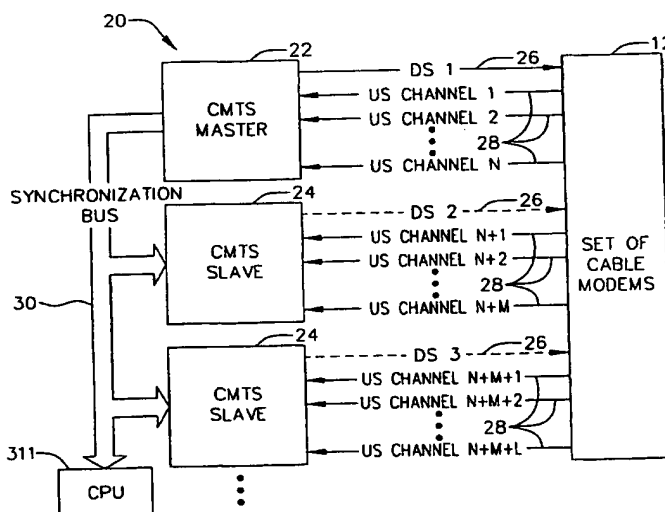 20
22
12
CMTS
MASTER
DS 1
26
US CHANNEL 1
US CHANNEL 2
28
US CHANNEL N
SYNCHRONIZATION
BUS
24
CMTS
SLAVE
DS 2
26
US CHANNEL N+1
US CHANNEL N+2
28
US CHANNEL N+M
SET OF
CABLE
MODEMS
30
24
CMTS
SLAVE
DS 3
26
US CHANNEL N+M+1
US CHANNEL N+M+2
28
US CHANNEL N+M+L
311
CPU